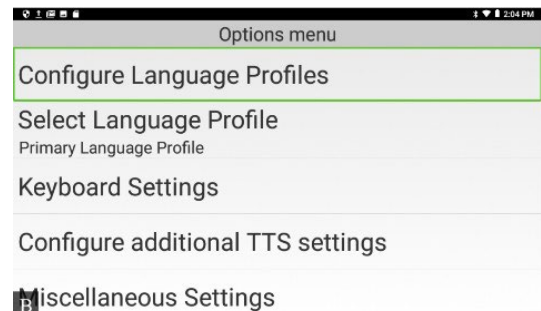 2:04 PM
Options menu
Configure Language Profiles
Select Language Profile
Primary Language Profile
Keyboard Settings
Configure additional TTS settings
Miscellaneous Settings
B